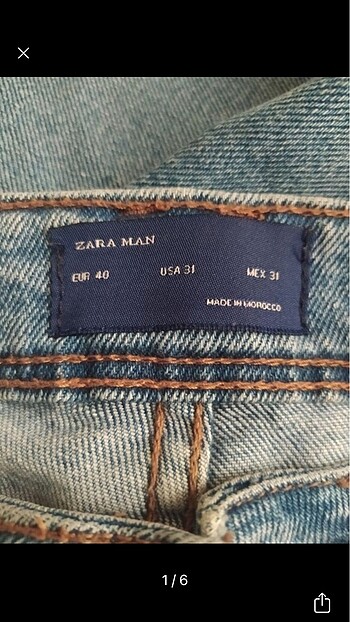 ZARA MAN
EUR 40 USA 31 MEX 31
MADE IN MOROCCO
1/6